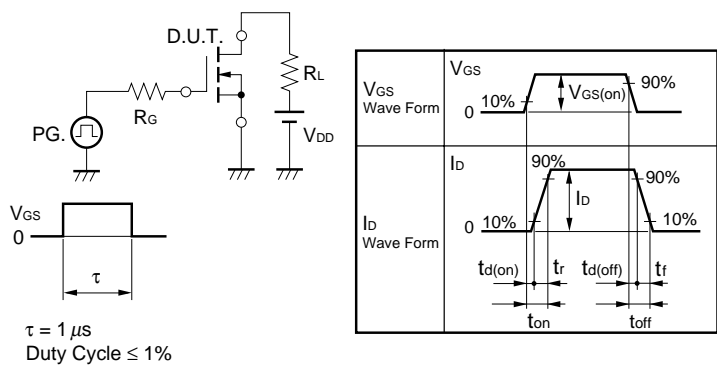 D.U.T.
RL
RG
PG.
VDD
VGS
0
τ
τ = 1 μs
Duty Cycle ≤ 1%
VGS
Wave Form
VGS
10%
0
VGS(on)
90%
ID
Wave Form
ID
90%
90%
0 10%
ID
10%
td(on) tr td(off) tf
ton toff